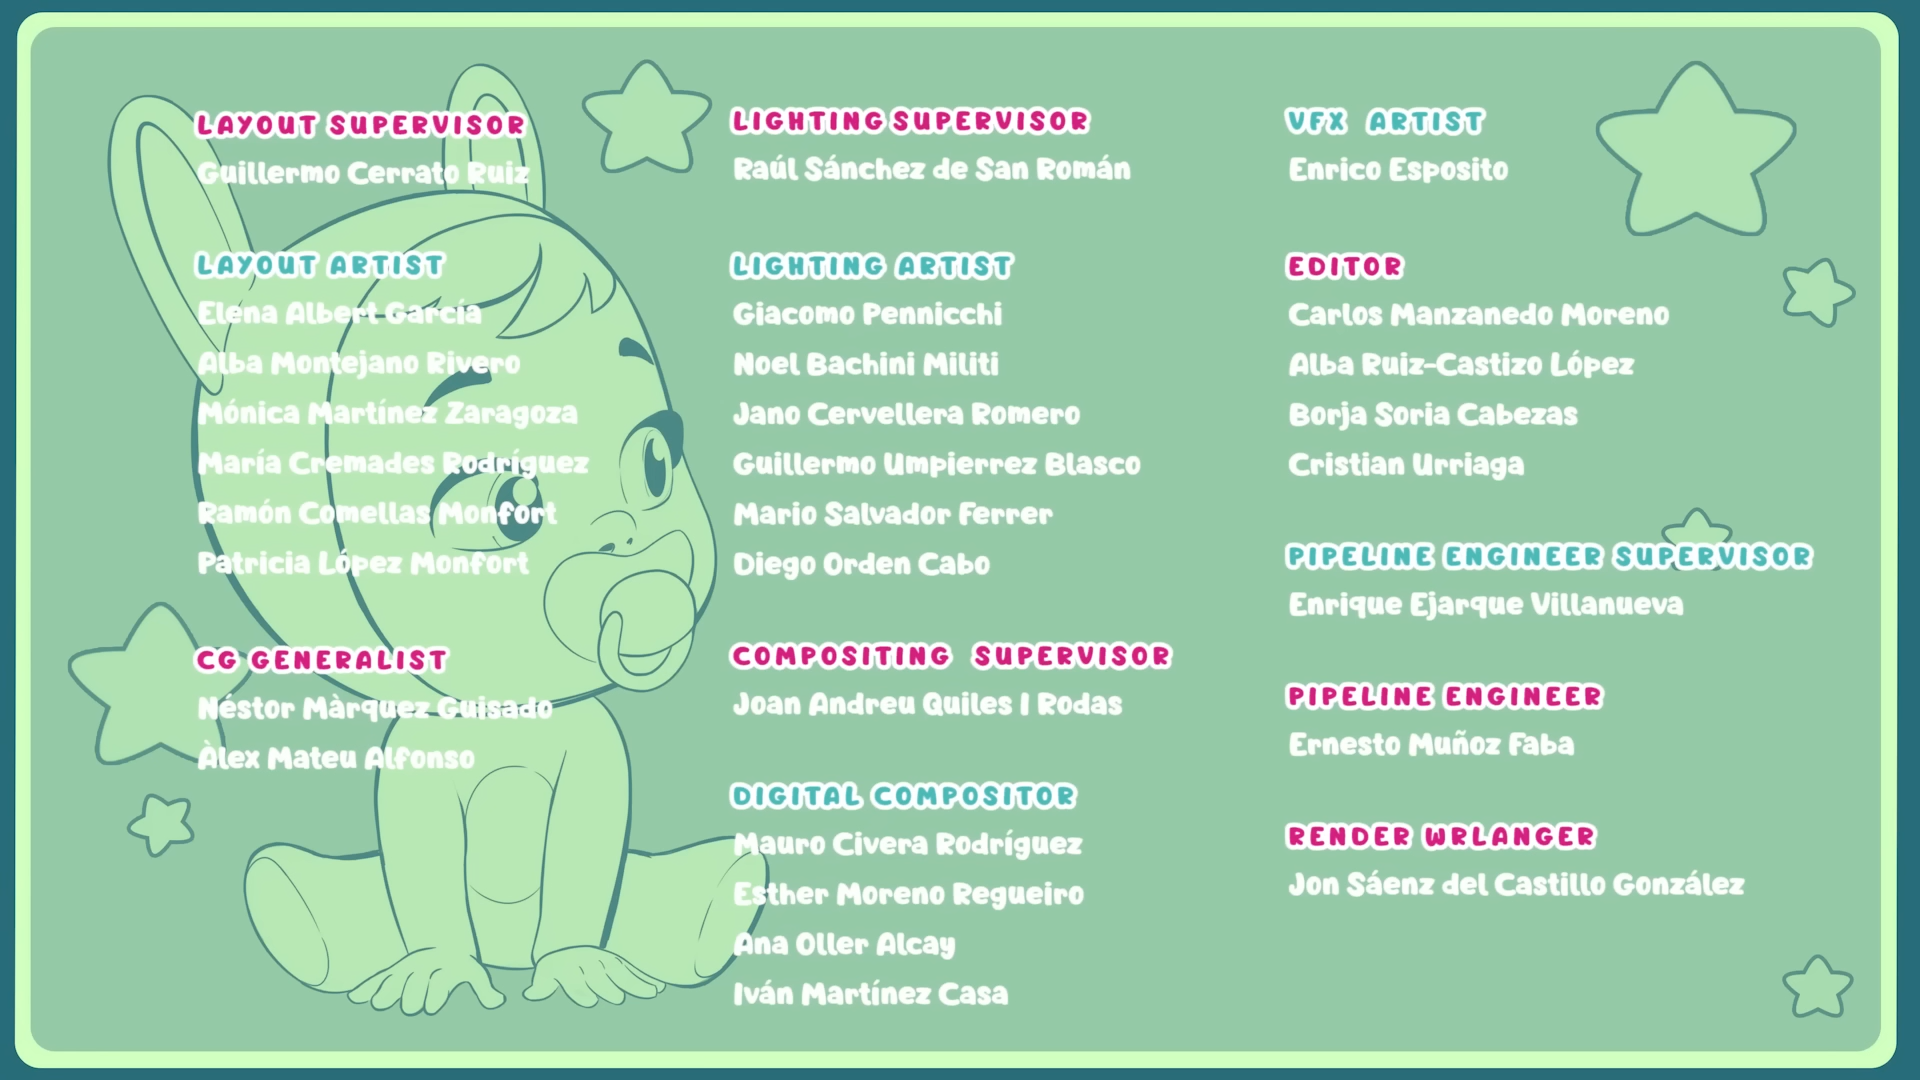 LAYOUT SUPERVISOR
Guillermo Cerrato Ruiz
LAYOUT ARTIST
Elena Albert García
Alba Montejano Rivero
Mónica Martínez Zaragoza
María Cremades Rodríguez
Ramón Comellas Monfort
Patricia López Monfort
CG GENERALIST
Néstor Màrquez Guisado
Àlex Mateu Alfonso
LIGHTING SUPERVISOR
Raúl Sánchez de San Román
LIGHTING ARTIST
Giacomo Pennicchi
Noel Bachini Militi
Jano Cervellera Romero
Guillermo Umpierrez Blasco
Mario Salvador Ferrer
Diego Orden Cabo
COMPOSITING SUPERVISOR
Joan Andreu Quiles I Rodas
DIGITAL COMPOSITOR
Mauro Civera Rodríguez
Esther Moreno Regueiro
Ana Oller Alcay
Iván Martínez Casa
VFX ARTIST
Enrico Esposito
EDITOR
Carlos Manzanedo Moreno
Alba Ruiz-Castizo López
Borja Soria Cabezas
Cristian Urriaga
PIPELINE ENGINEER SUPERVISOR
Enrique Ejarque Villanueva
PIPELINE ENGINEER
Ernesto Muñoz Faba
RENDER WRLANGER
Jon Sáenz del Castillo González